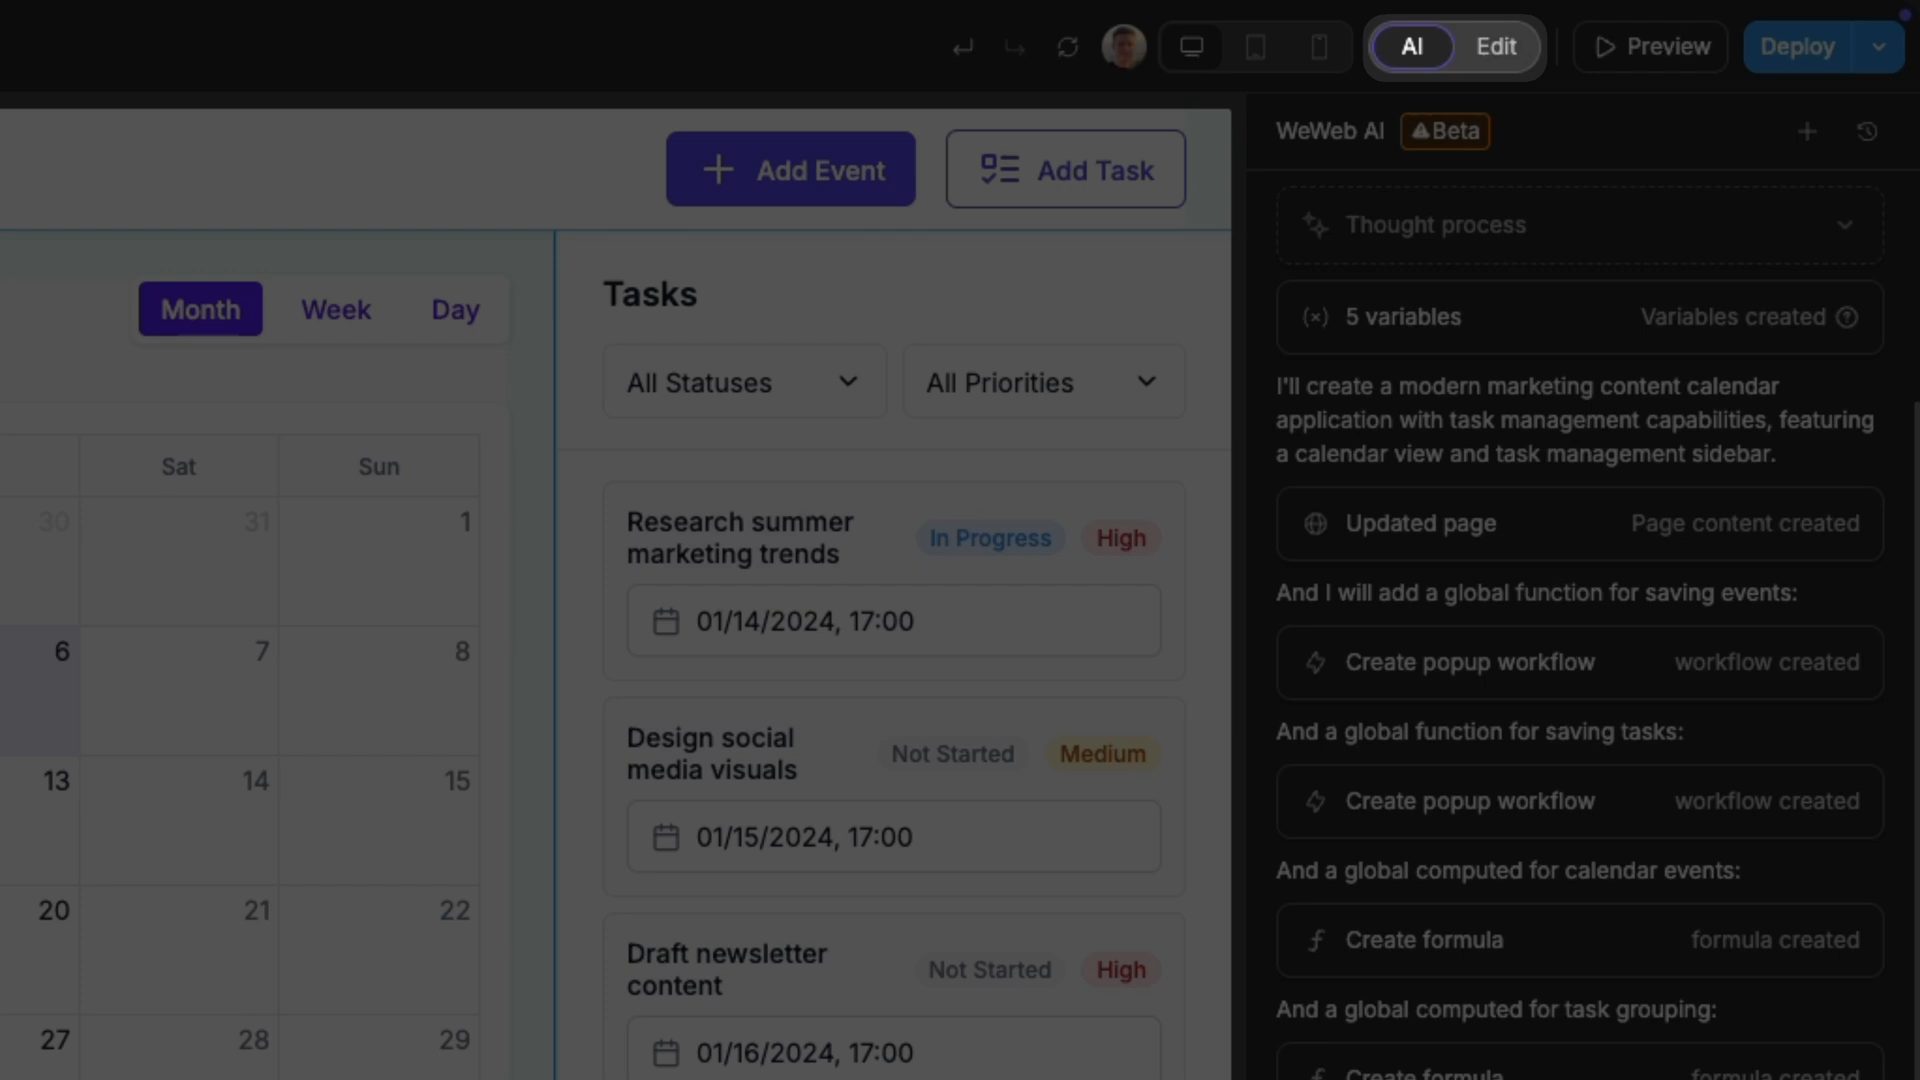 AI
Edit
Preview
Deploy
Add Event
Add Task
WeWeb AI
Beta
Thought process
Month
Week
Day
Tasks
5 variables
Variables created
All Statuses
All Priorities
I'll create a modern marketing content calendar
application with task management capabilities, featuring
a calendar view and task management sidebar.
Sat
Sun
30
31
1
Research summer
marketing trends
In Progress
High
01/14/2024, 17:00
Updated page
Page content created
And I will add a global function for saving events:
6
7
8
Create popup workflow
workflow created
Design social
media visuals
Not Started
Medium
01/15/2024, 17:00
And a global function for saving tasks:
13
14
15
Create popup workflow
workflow created
And a global computed for calendar events:
20
21
22
Draft newsletter
content
Not Started
High
01/16/2024, 17:00
Create formula
formula created
And a global computed for task grouping:
27
28
29
Create formula
formula created